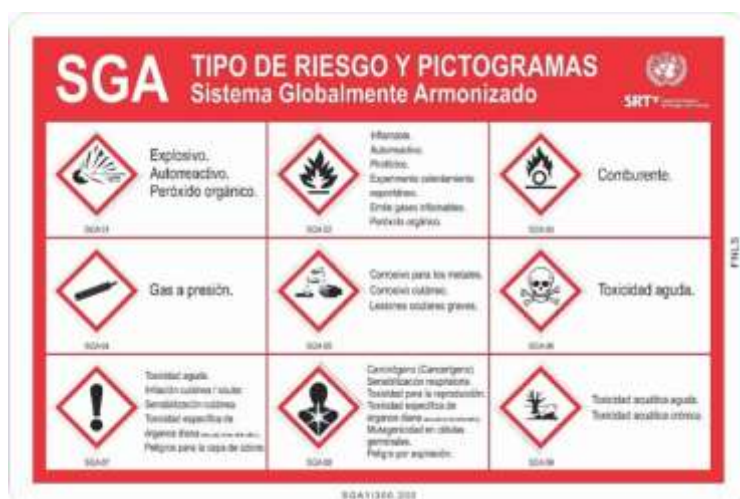 SGA
TIPO DE RIESGO Y PICTOGRAMAS
Sistema Globalmente Armonizado
SRT
Explosivo.
Autorreactivo.
Peróxido orgánico.
SGA-01
Inflamable.
Autorreactivo.
Pirofórico.
Experimenta calentamiento
espontáneo.
Emite gases inflamables.
Peróxido orgánico.
SGA-02
Comburente.
SGA-03
Gas a presión.
SGA-04
Corrosivo para los metales.
Corrosivo cutáneo.
Lesiones oculares graves.
SGA-05
Toxicidad aguda.
SGA-06
Toxicidad aguda.
Irritación cutánea / ocular.
Sensibilización cutánea.
Toxicidad específica de
órganos diana
Peligros para la capa de ozono.
SGA-07
Carcinógeno (Cancerígeno)
Sensibilización respiratoria.
Toxicidad para la reproducción.
Toxicidad específica de
órganos diana
Mutagenicidad en células
germinales.
Peligro por aspiración.
SGA-08
Toxicidad acuática aguda.
Toxicidad acuática crónica.
SGA-09
FNLS